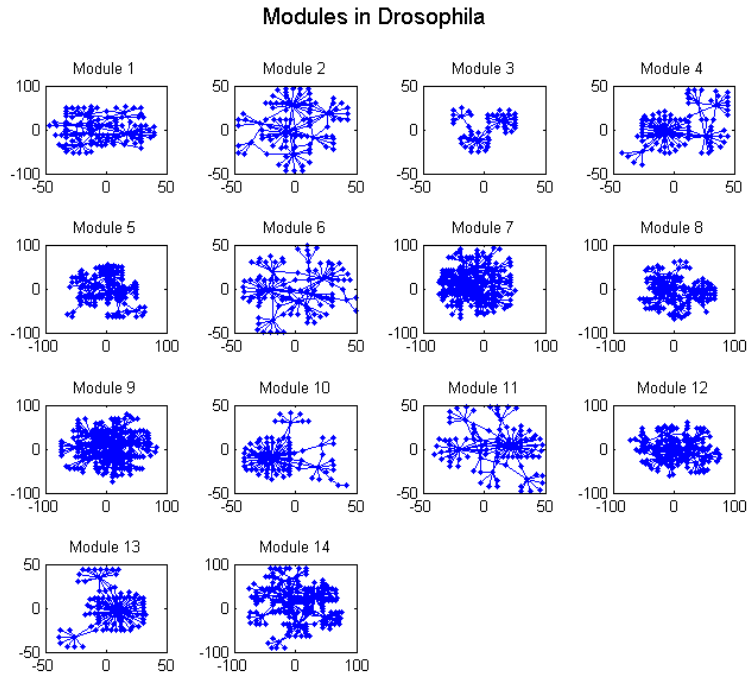 Modules in Drosophila
Module 1 Module 2 Module 3 Module 4
100 50 50 50
0 0 0 0
-100 -50 -50 -50
-50 0 50 -50 0 50 -50 0 50 -50 0 50
Module 5 Module 6 Module 7 Module 8
100 50 100 100
0 0 0 0
-100 -50 -100 -100
-100 0 100 -50 0 50 -100 0 100 -100 0 100
Module 9 Module 10 Module 11 Module 12
100 50 50 100
0 0 0 0
-100 -50 -50 -100
-100 0 100 -50 0 50 -50 0 50 -100 0 100
Module 13 Module 14
50 100
0 0
-50 -100
-50 0 50 -100 0 100